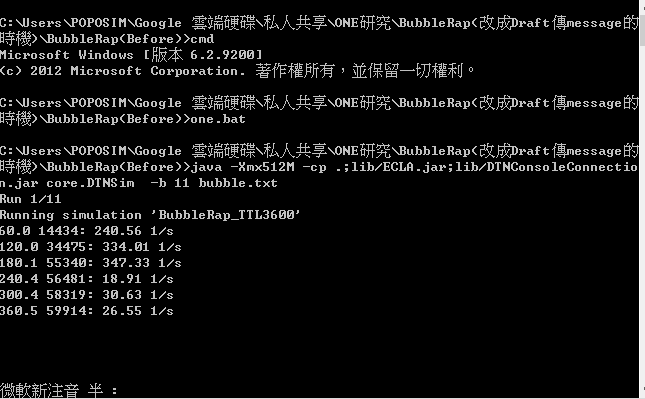 C:\Users\POPOSIM\Google 雲端硬碟\私人共享\ONE研究\BubbleRap(改成Draft傳message的
時機)\BubbleRap(Before)>cmd
Microsoft Windows [版本 6.2.9200]
(c) 2012 Microsoft Corporation. 著作權所有，並保留一切權利。
C:\Users\POPOSIM\Google 雲端硬碟\私人共享\ONE研究\BubbleRap(改成Draft傳message的
時機)\BubbleRap(Before)>one.bat
C:\Users\POPOSIM\Google 雲端硬碟\私人共享\ONE研究\BubbleRap(改成Draft傳message的
時機)\BubbleRap(Before)>java -Xmx512M -cp .;lib/ECLA.jar;lib/DTNConsoleConnectio
n.jar core.DTNSim  -b 11 bubble.txt
Run 1/11
Running simulation 'BubbleRap_TTL3600'
60.0 14434: 240.56 1/s
120.0 34475: 334.01 1/s
180.1 55340: 347.33 1/s
240.4 56481: 18.91 1/s
300.4 58319: 30.63 1/s
360.5 59914: 26.55 1/s
微軟新注音 半 :